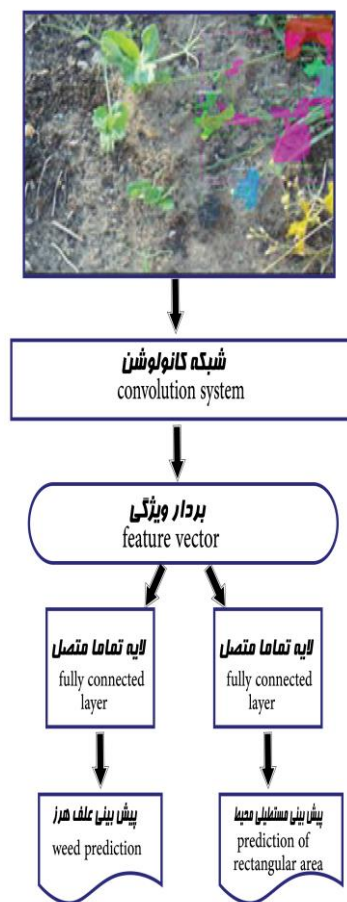 شبکه کانولوشن
convolution system
بردار ویژگی
feature vector
لایه تماما متصل
fully connected
layer
لایه تماما متصل
fully connected
layer
پیش بینی علف هرز
weed prediction
پیش بینی مستطیلی محیط
prediction of
rectangular area